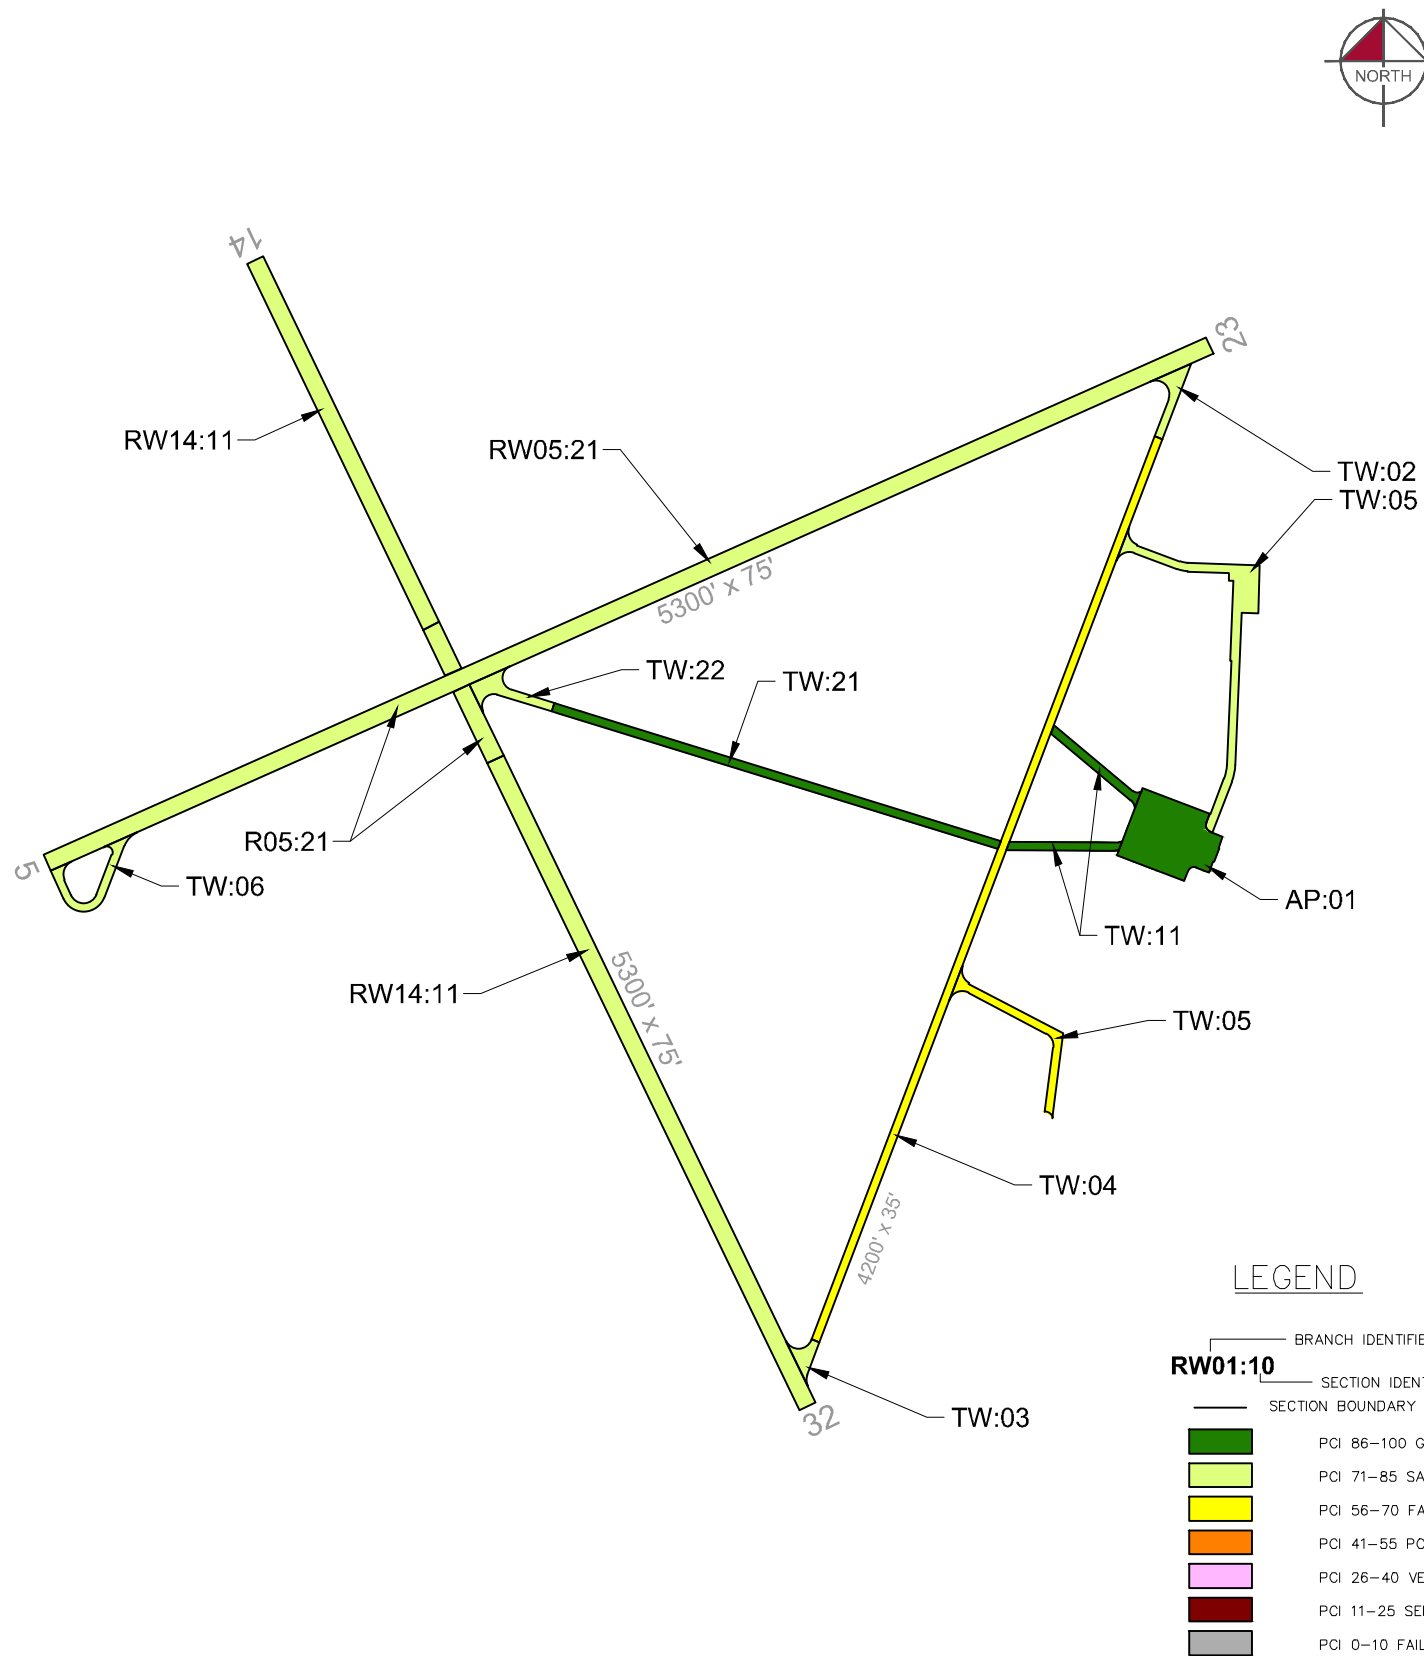 NORTH
14
23
RW14:11
RW05:21
TW:02
TW:05
5300' x 75'
TW:22
TW:21
R05:21
5
TW:06
AP:01
TW:11
RW14:11
5300' x 75'
TW:05
TW:04
4200' x 35'
LEGEND
BRANCH IDENTIFIE
RW01:10
SECTION IDEN
SECTION BOUNDARY
TW:03
32
PCI 86-100 G
PCI 71-85 SA
PCI 56-70 FA
PCI 41-55 PO
PCI 26-40 VE
PCI 11-25 SE
PCI 0-10 FAIL